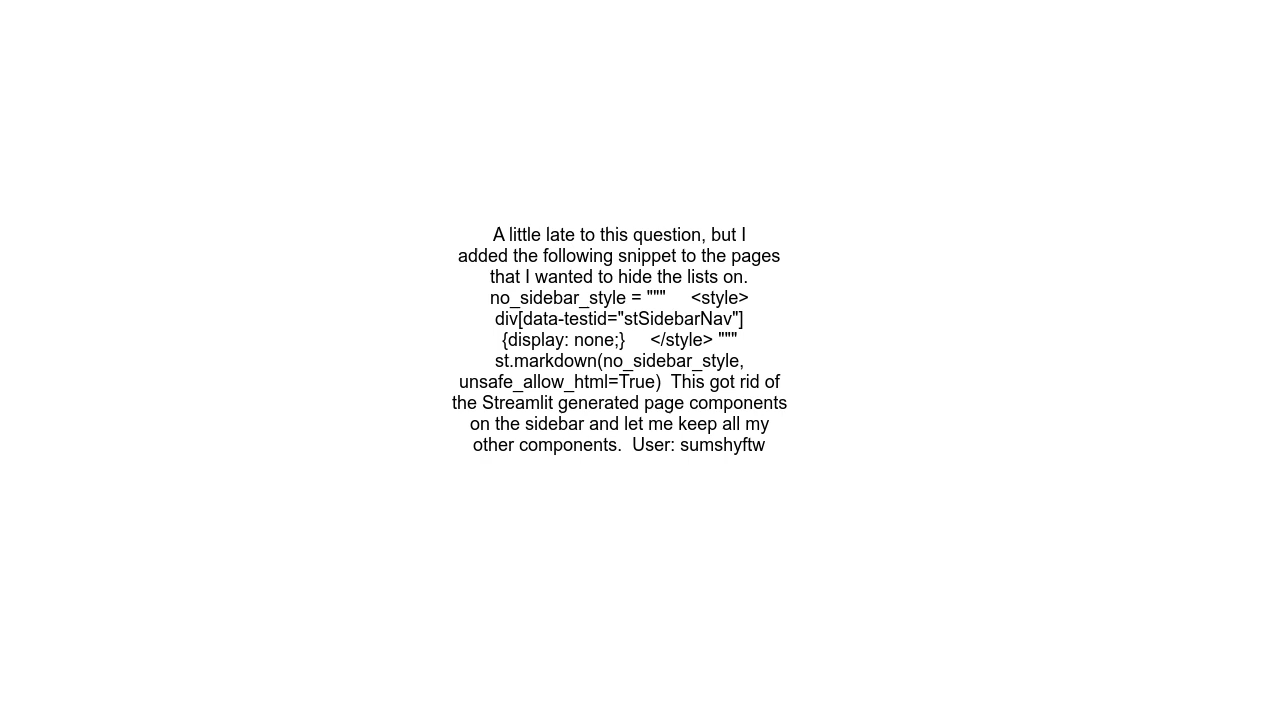 A little late to this question, but I
added the following snippet to the pages
that I wanted to hide the lists on.
no_sidebar_style = """     <style>
div[data-testid="stSidebarNav"]
{display: none;}     </style> """
st.markdown(no_sidebar_style,
unsafe_allow_html=True)  This got rid of
the Streamlit generated page components
on the sidebar and let me keep all my
other components.  User: sumshyftw